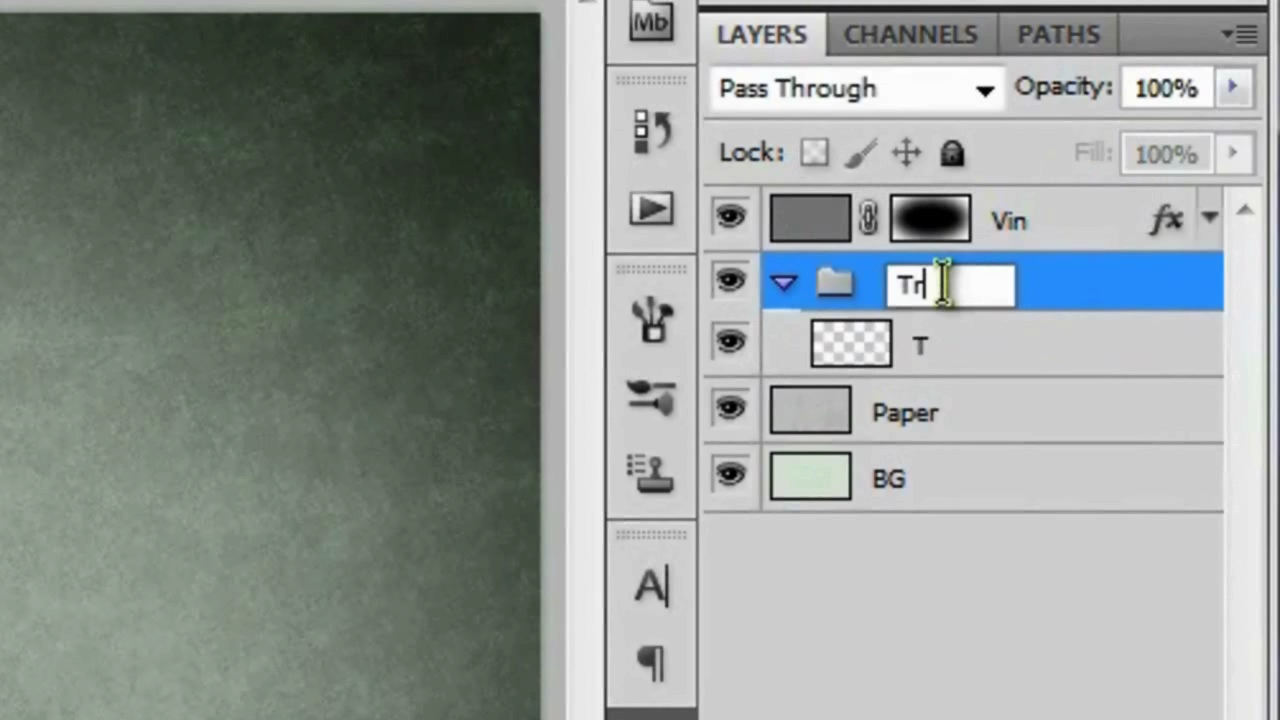 Mb
LAYERS CHANNELS PATHS
Pass Through Opacity: 100%
Lock: Fill: 100%
Vin fx
Tr
T
Paper
BG
A
¶